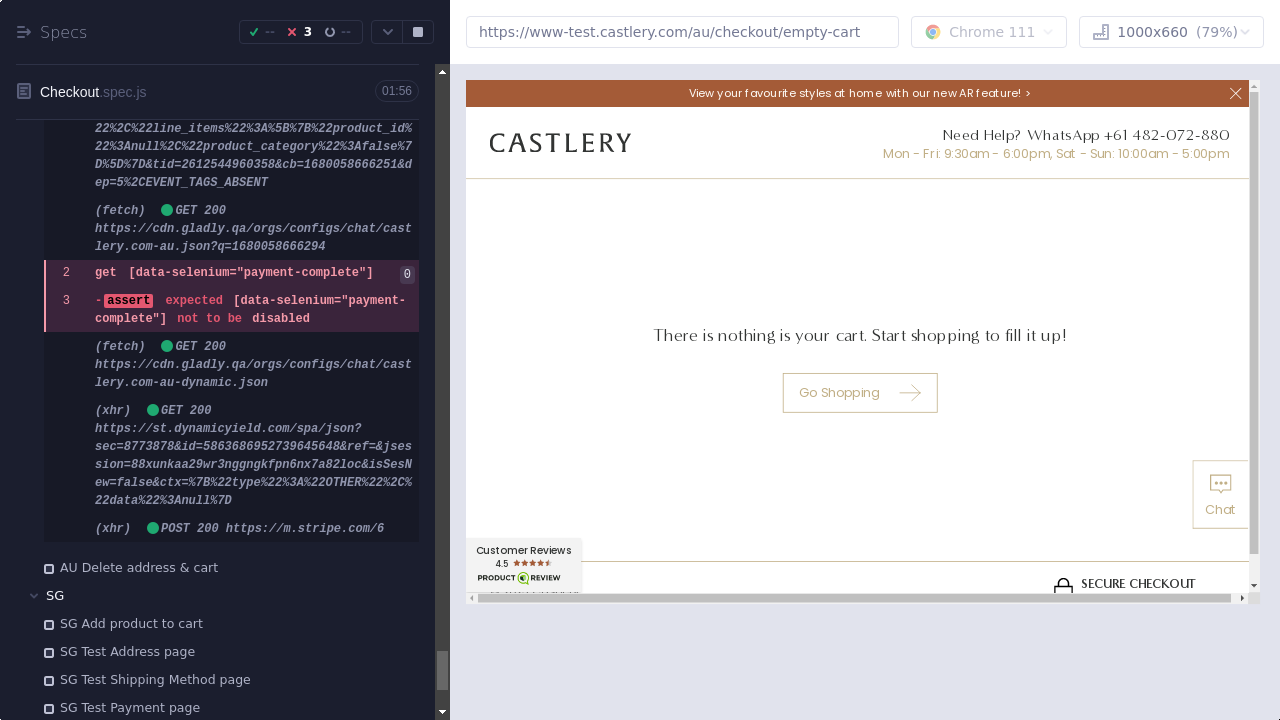 Specs
--
3
--
https://www-test.castlery.com/au/checkout/empty-cart
Chrome 111
1000x660 (79%)
Checkout.spec.js
01:56
22%2C%22line_items%22%3A%5B%7B%22product_id%
22%3Anull%2C%22product_category%22%3Afalse%7
D%5D%7D&tid=2612544960358&cb=1680058666251&d
ep=5%2CEVENT_TAGS_ABSENT
(fetch) GET 200
https://cdn.gladly.qa/orgs/configs/chat/cast
lery.com-au.json?q=1680058666294
2 get [data-selenium="payment-complete"] 0
3 -assert expected [data-selenium="payment-
complete"] not to be disabled
(fetch) GET 200
https://cdn.gladly.qa/orgs/configs/chat/cast
lery.com-au-dynamic.json
(xhr) GET 200
https://st.dynamicyield.com/spa/json?
sec=8773878&id=5863686952739645648&ref=&jses
sion=88xunkaa29wr3nggngkfpn6nx7a82loc&isSesN
ew=false&ctx=%7B%22type%22%3A%22OTHER%22%2C%
22data%22%3Anull%7D
(xhr) POST 200 https://m.stripe.com/6
AU Delete address & cart
SG
SG Add product to cart
SG Test Address page
SG Test Shipping Method page
SG Test Payment page
View your favourite styles at home with our new AR feature! >
CASTLERY
Need Help? WhatsApp +61 482-072-880
Mon - Fri: 9:30am - 6:00pm, Sat - Sun: 10:00am - 5:00pm
There is nothing is your cart. Start shopping to fill it up!
Go Shopping
Chat
Customer Reviews
4.5
PRODUCT REVIEW
SECURE CHECKOUT